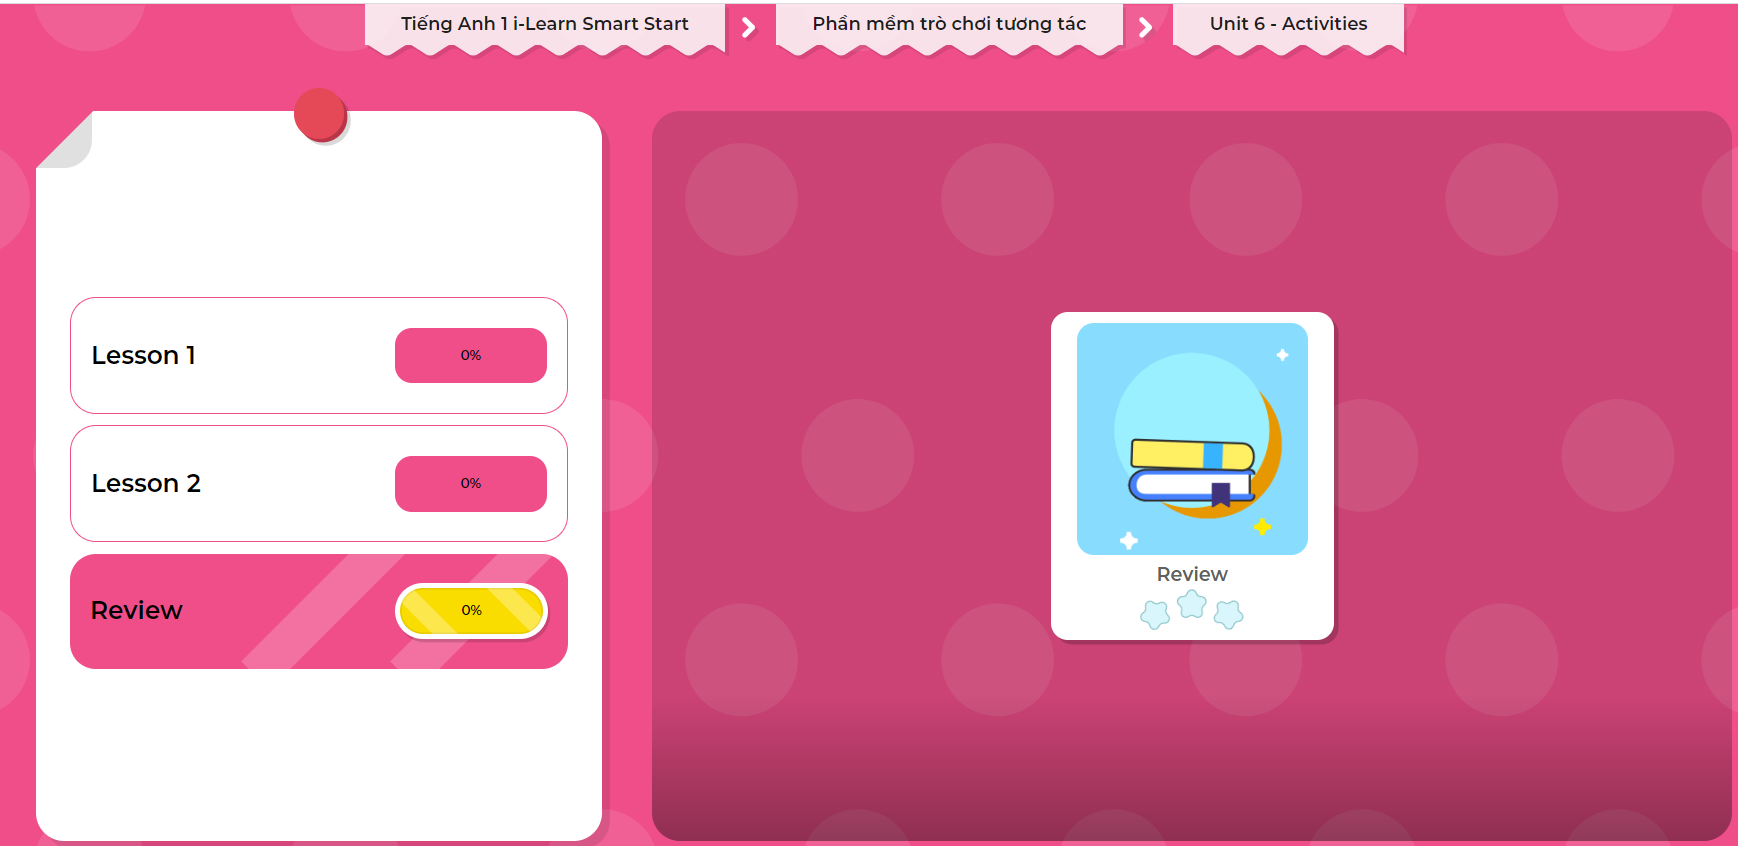 Tiếng Anh 1 i-Learn Smart Start
Phần mềm trò chơi tương tác
Unit 6 - Activities
Lesson 1
0%
Lesson 2
0%
Review
0%
Review